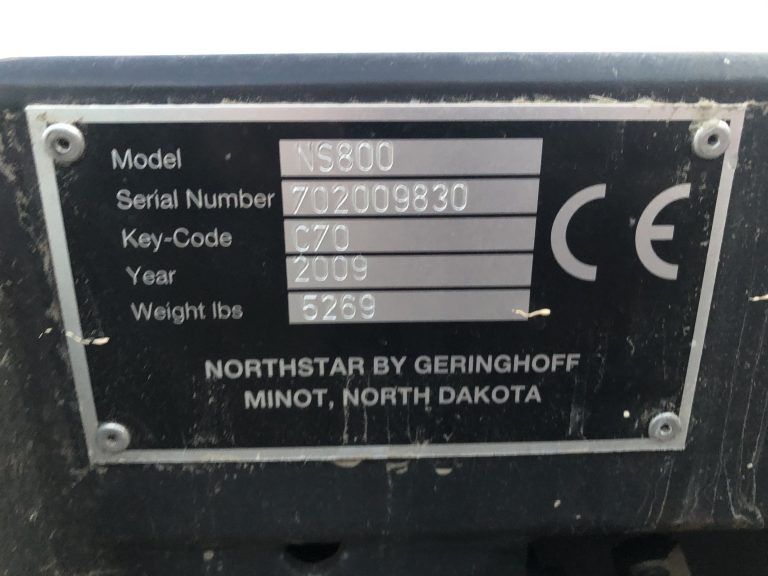 Model NS800
Serial Number 702009830
Key-Code C70
Year 2009
Weight lbs 5269
CE
NORTHSTAR BY GERINGHOFF
MINOT, NORTH DAKOTA